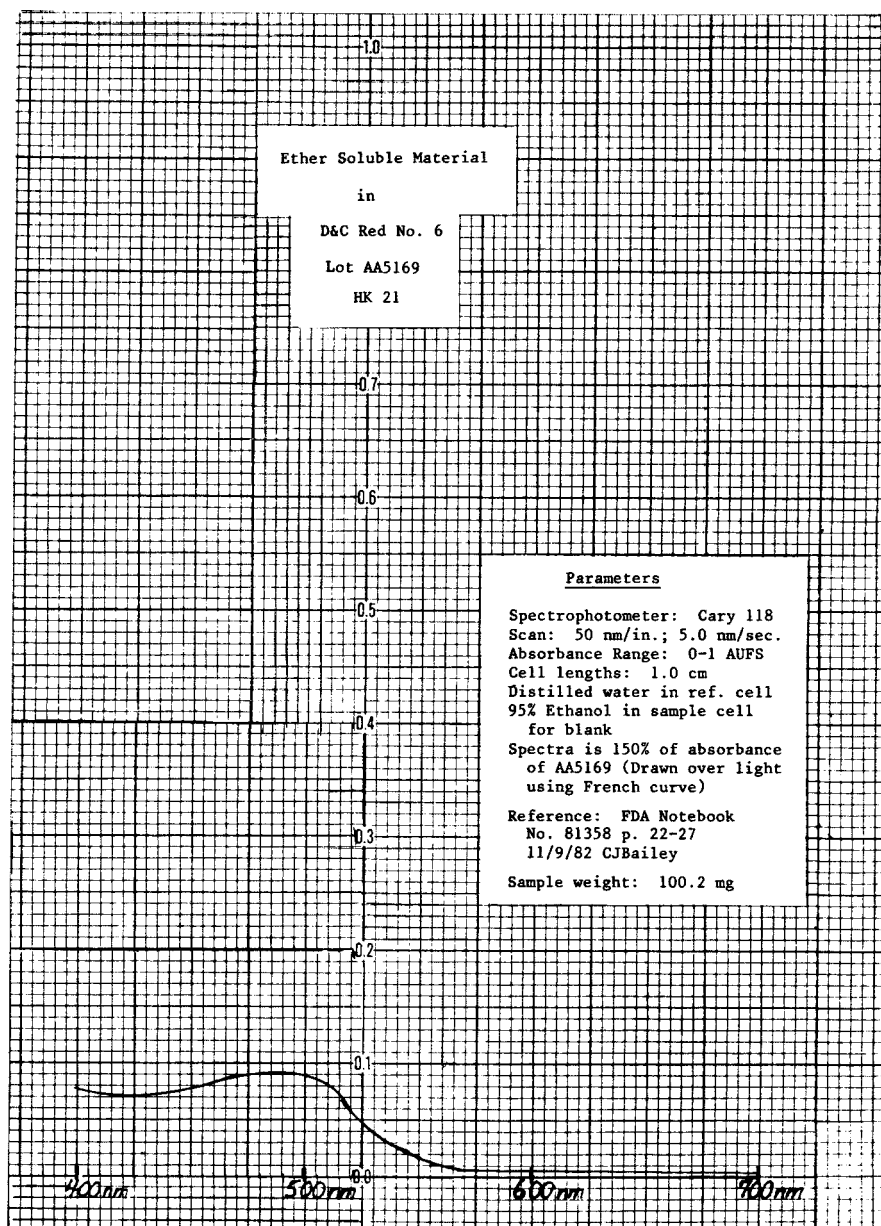 1.0
Ether Soluble Material
in
D&C Red No. 6
Lot AA5169
HK 21
0.7
0.6
0.5
0.4
0.3
0.2
0.1
0.0
Parameters
Spectrophotometer: Cary 118
Scan: 50 nm/in.; 5.0 nm/sec.
Absorbance Range: 0-1 AUFS
Cell lengths: 1.0 cm
Distilled water in ref. cell
95% Ethanol in sample cell
for blank
Spectra is 150% of absorbance
of AA5169 (Drawn over light
using French curve)
Reference: FDA Notebook
No. 81358 p. 22-27
11/9/82 CJBailey
Sample weight: 100.2 mg
400nm 500nm 600nm 700nm